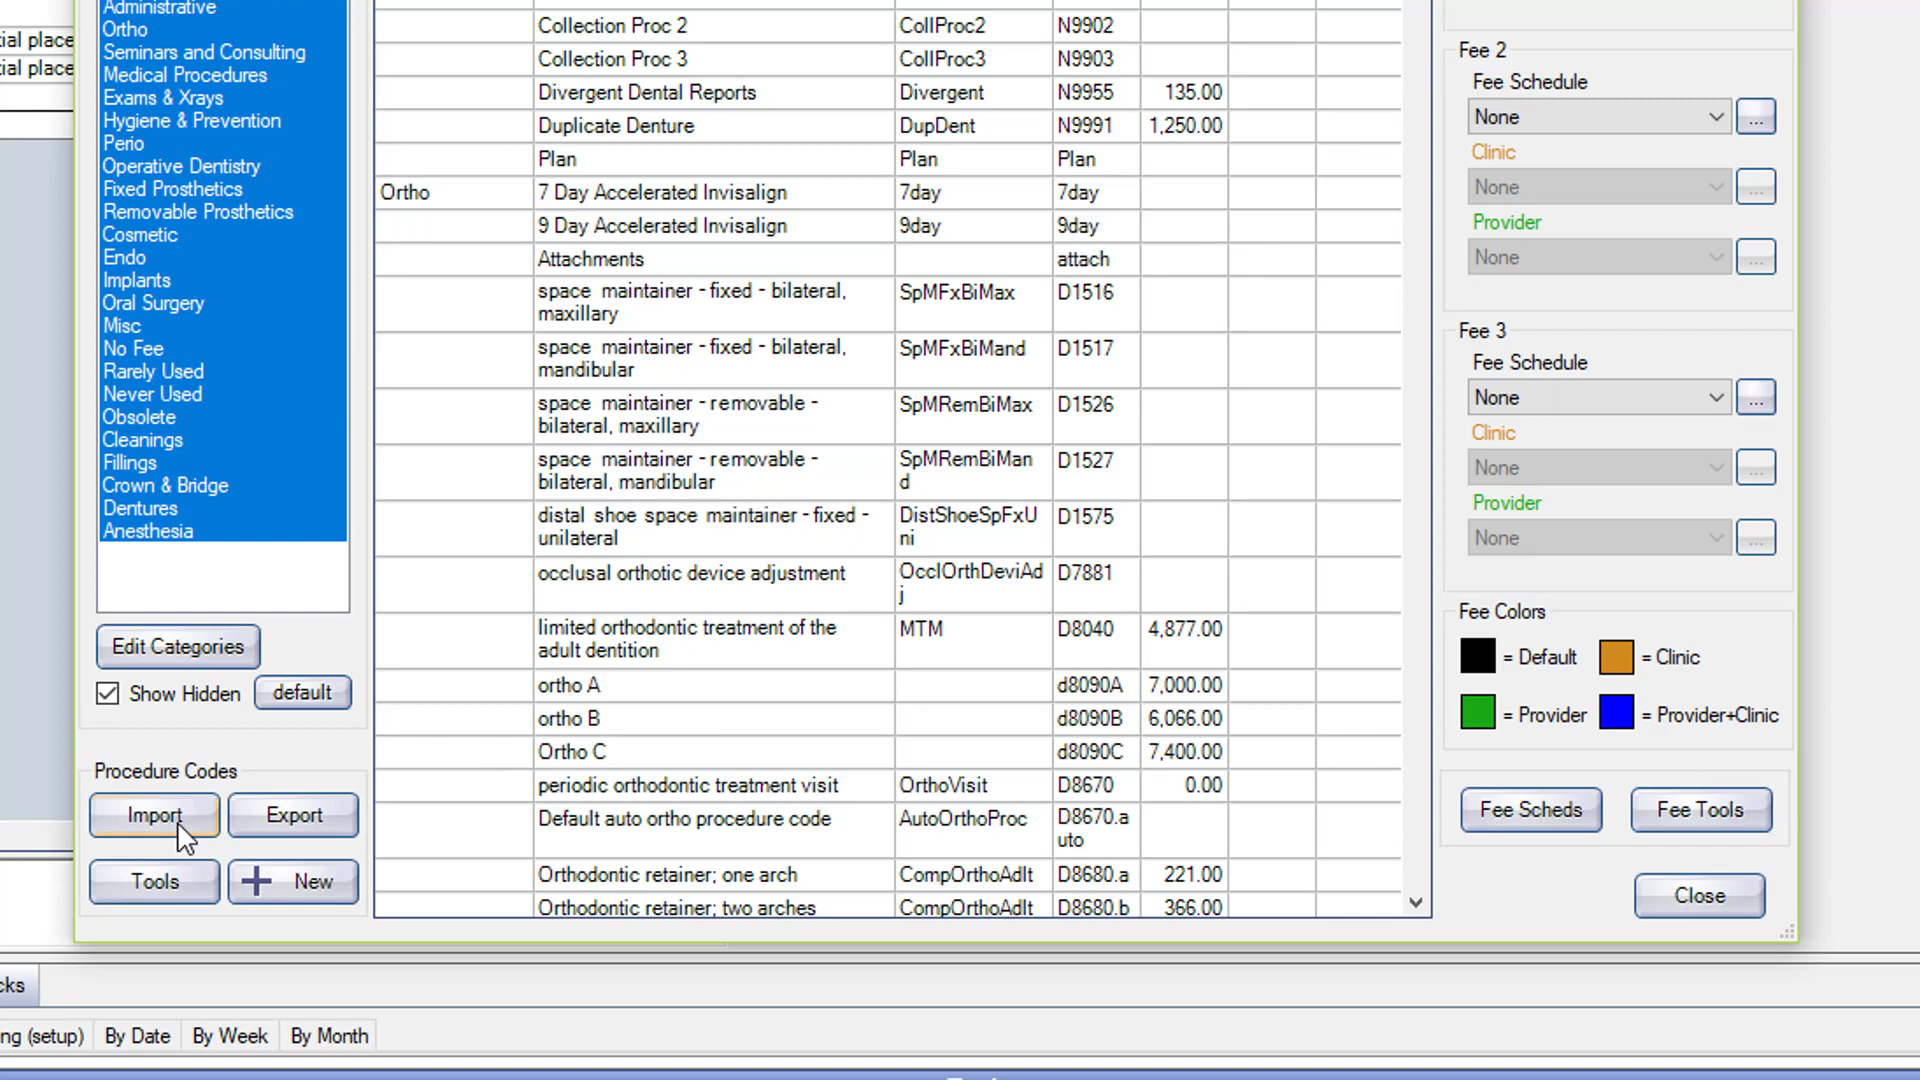 Administrative
Ortho
Seminars and Consulting
Medical Procedures
Exams & Xrays
Hygiene & Prevention
Perio
Operative Dentistry
Fixed Prosthetics
Removable Prosthetics
Cosmetic
Endo
Implants
Oral Surgery
Misc
No Fee
Rarely Used
Never Used
Obsolete
Cleanings
Fillings
Crown & Bridge
Dentures
Anesthesia
Edit Categories
Show Hidden default
Procedure Codes
Import Export
Tools New
tial place
tial place
Collection Proc 2 CollProc2 N9902
Collection Proc 3 CollProc3 N9903
Divergent Dental Reports Divergent N9955 135.00
Duplicate Denture DupDent N9991 1,250.00
Plan Plan Plan
Ortho 7 Day Accelerated Invisalign 7day 7day
9 Day Accelerated Invisalign 9day 9day
Attachments attach
space maintainer - fixed - bilateral, SpMFxBiMax D1516
maxillary
space maintainer - fixed - bilateral, SpMFxBiMand D1517
mandibular
space maintainer - removable - SpMRemBiMax D1526
bilateral, maxillary
space maintainer - removable - SpMRemBiMan D1527
bilateral, mandibular d
distal shoe space maintainer - fixed - DistShoeSpFxU D1575
unilateral ni
occlusal orthotic device adjustment OcclOrthDeviAd D7881
j
limited orthodontic treatment of the MTM D8040 4,877.00
adult dentition
ortho A d8090A 7,000.00
ortho B d8090B 6,066.00
Ortho C d8090C 7,400.00
periodic orthodontic treatment visit OrthoVisit D8670 0.00
Default auto ortho procedure code AutoOrthoProc D8670.a
uto
Orthodontic retainer; one arch CompOrthoAdlt D8680.a 221.00
Orthodontic retainer; two arches CompOrthoAdlt D8680.b 366.00
Fee 2
Fee Schedule
None ...
Clinic
None ...
Provider
None ...
Fee 3
Fee Schedule
None ...
Clinic
None ...
Provider
None ...
Fee Colors
= Default = Clinic
= Provider = Provider+Clinic
Fee Scheds Fee Tools
Close
cks
ng (setup) By Date By Week By Month